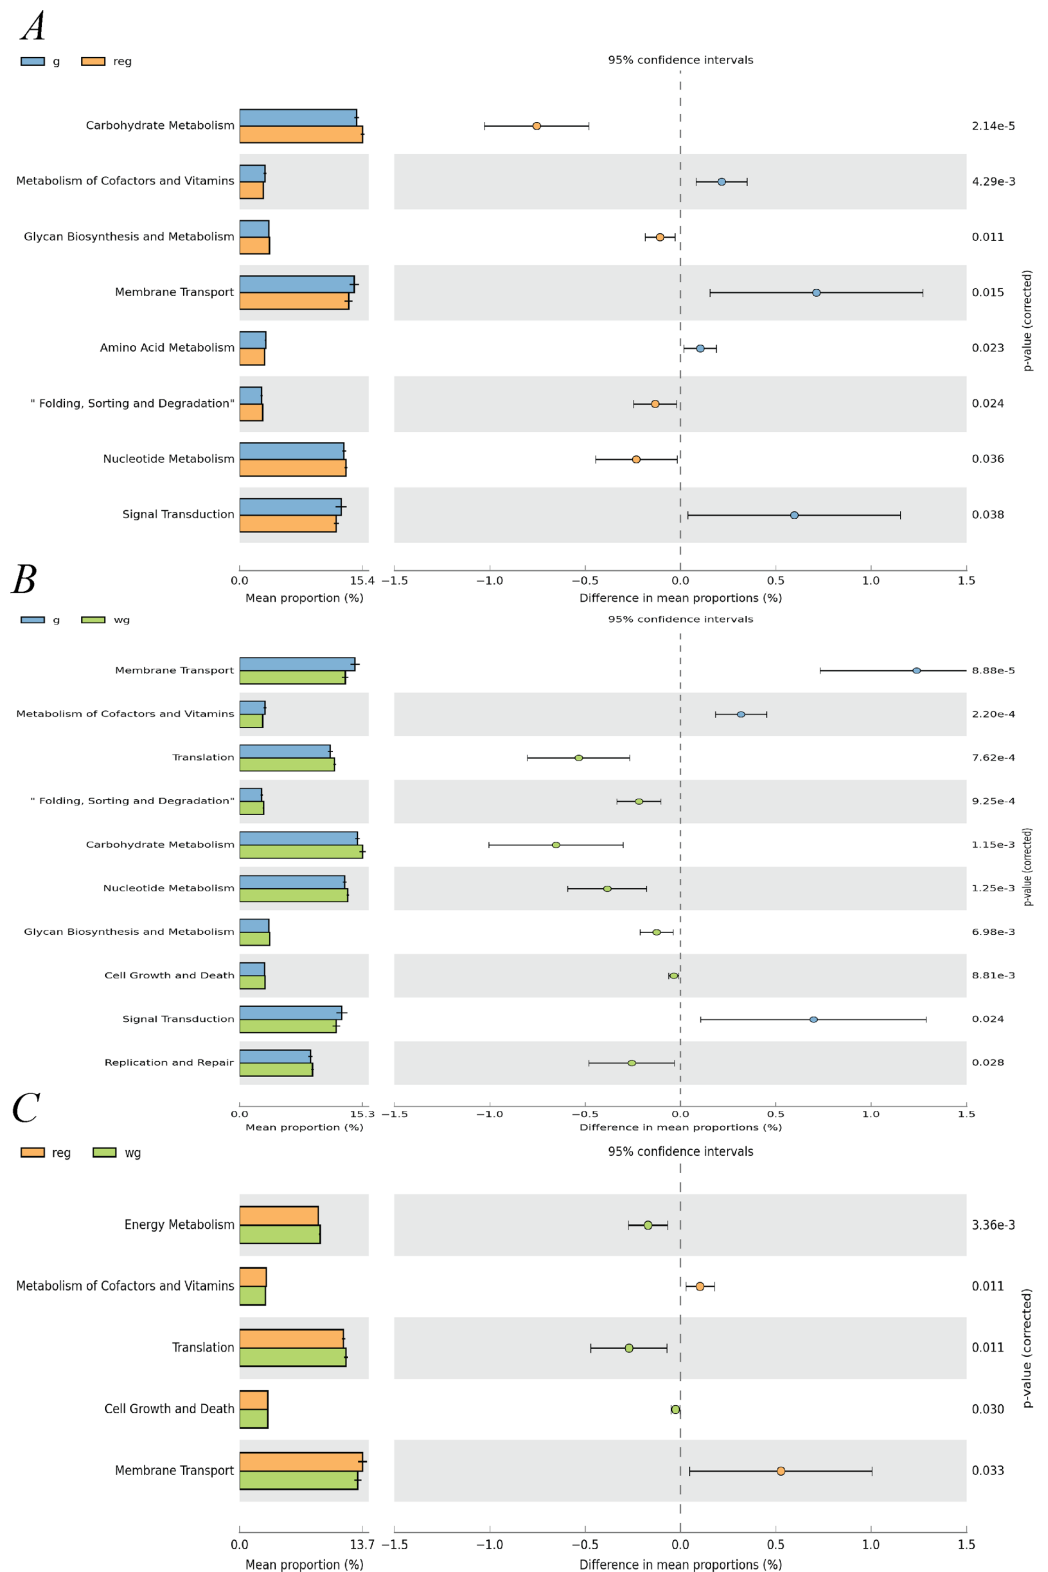 A
g reg
95% confidence intervals
Carbohydrate Metabolism 2.14e-5
Metabolism of Cofactors and Vitamins 4.29e-3
Glycan Biosynthesis and Metabolism 0.011
Membrane Transport 0.015
Amino Acid Metabolism 0.023
" Folding, Sorting and Degradation" 0.024
Nucleotide Metabolism 0.036
Signal Transduction 0.038
p-value (corrected)
0.0 15.4 −1.5 −1.0 −0.5 0.0 0.5 1.0 1.5
Mean proportion (%) Difference in mean proportions (%)
B
g wg
95% confidence intervals
Membrane Transport 8.88e-5
Metabolism of Cofactors and Vitamins 2.20e-4
Translation 7.62e-4
" Folding, Sorting and Degradation" 9.25e-4
Carbohydrate Metabolism 1.15e-3
Nucleotide Metabolism 1.25e-3
Glycan Biosynthesis and Metabolism 6.98e-3
Cell Growth and Death 8.81e-3
Signal Transduction 0.024
Replication and Repair 0.028
p-value (corrected)
0.0 15.3 −1.5 −1.0 −0.5 0.0 0.5 1.0 1.5
Mean proportion (%) Difference in mean proportions (%)
C
reg wg
95% confidence intervals
Energy Metabolism 3.36e-3
Metabolism of Cofactors and Vitamins 0.011
Translation 0.011
Cell Growth and Death 0.030
Membrane Transport 0.033
p-value (corrected)
0.0 13.7 −1.5 −1.0 −0.5 0.0 0.5 1.0 1.5
Mean proportion (%) Difference in mean proportions (%)